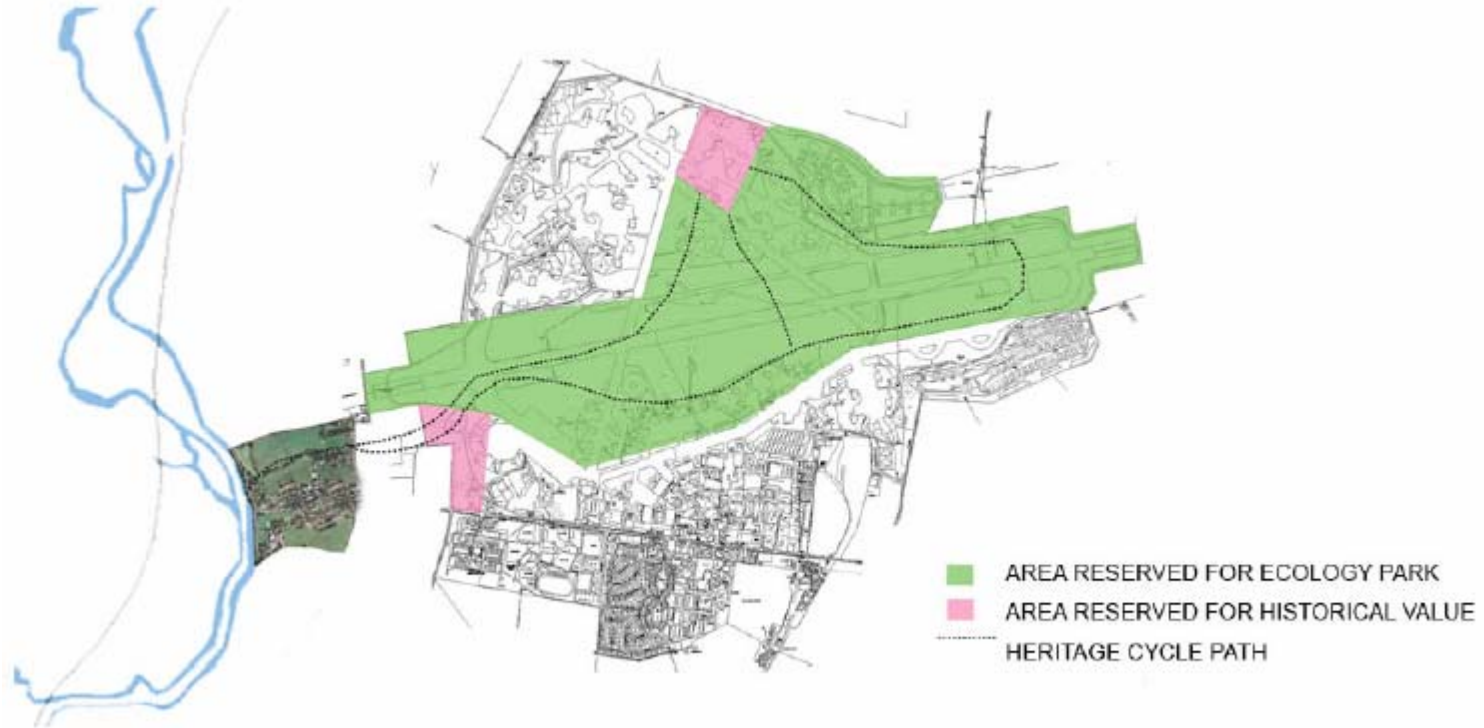 AREA RESERVED FOR ECOLOGY PARK
AREA RESERVED FOR HISTORICAL VALUE
HERITAGE CYCLE PATH